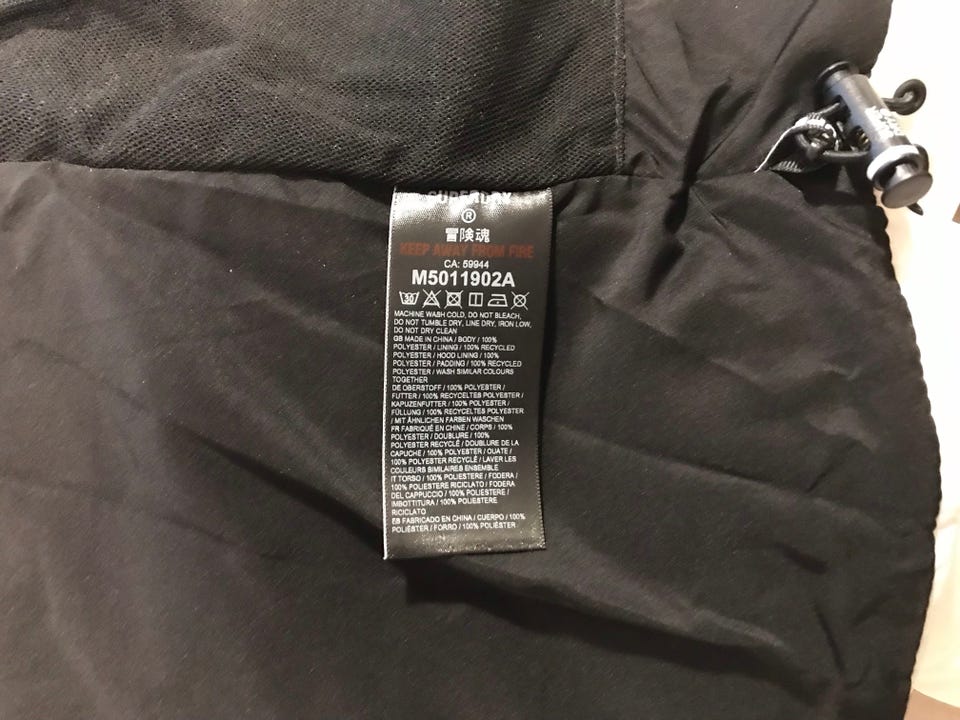 SUPERDRY
®
冒険魂
KEEP AWAY FROM FIRE
CA: 59944
M5011902A
30
MACHINE WASH COLD, DO NOT BLEACH,
DO NOT TUMBLE DRY, LINE DRY, IRON LOW,
DO NOT DRY CLEAN
GB MADE IN CHINA / BODY / 100%
POLYESTER / LINING / 100% RECYCLED
POLYESTER / HOOD LINING / 100%
POLYESTER / PADDING / 100% RECYCLED
POLYESTER / WASH SIMILAR COLOURS
TOGETHER
DE OBERSTOFF / 100% POLYESTER /
FUTTER / 100% RECYCELTES POLYESTER /
KAPUZENFUTTER / 100% POLYESTER /
FÜLLUNG / 100% RECYCELTES POLYESTER
/ MIT ÄHNLICHEN FARBEN WASCHEN
FR FABRIQUÉ EN CHINE / CORPS / 100%
POLYESTER / DOUBLURE / 100%
POLYESTER RECYCLÉ / DOUBLURE DE LA
CAPUCHE / 100% POLYESTER / OUATE /
100% POLYESTER RECYCLÉ / LAVER LES
COULEURS SIMILAIRES ENSEMBLE
IT TORSO / 100% POLIESTERE / FODERA /
100% POLIESTERE RICICLATO / FODERA
DEL CAPPUCCIO / 100% POLIESTERE /
IMBOTTITURA / 100% POLIESTERE
RICICLATO
ES FABRICADO EN CHINA / CUERPO / 100%
POLIÉSTER / FORRO / 100% POLIÉSTER